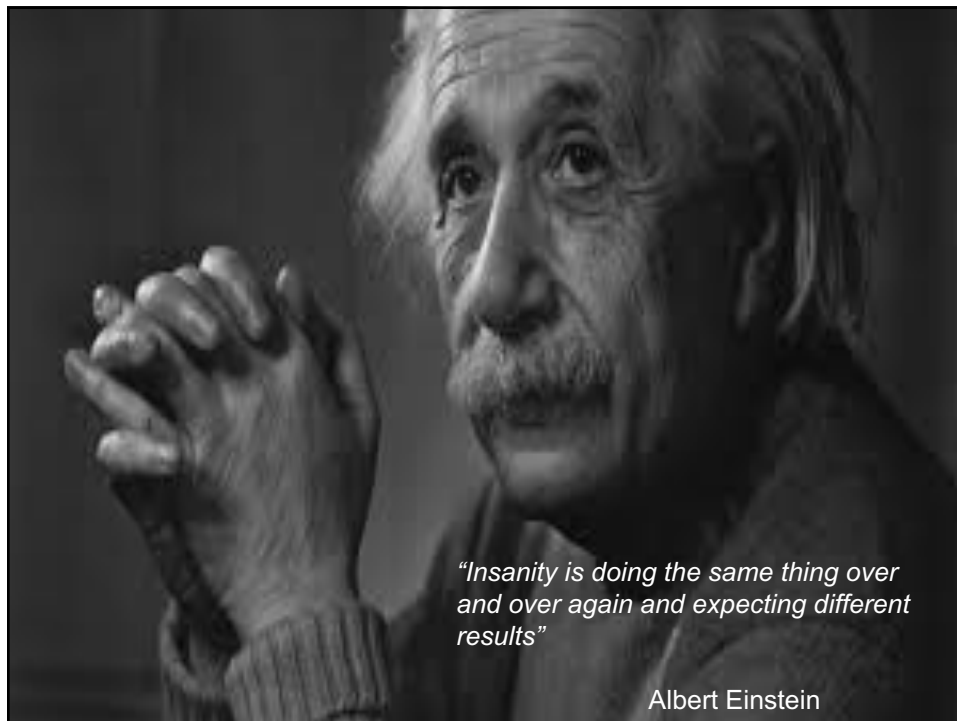 “Insanity is doing the same thing over
and over again and expecting different
results”
Albert Einstein